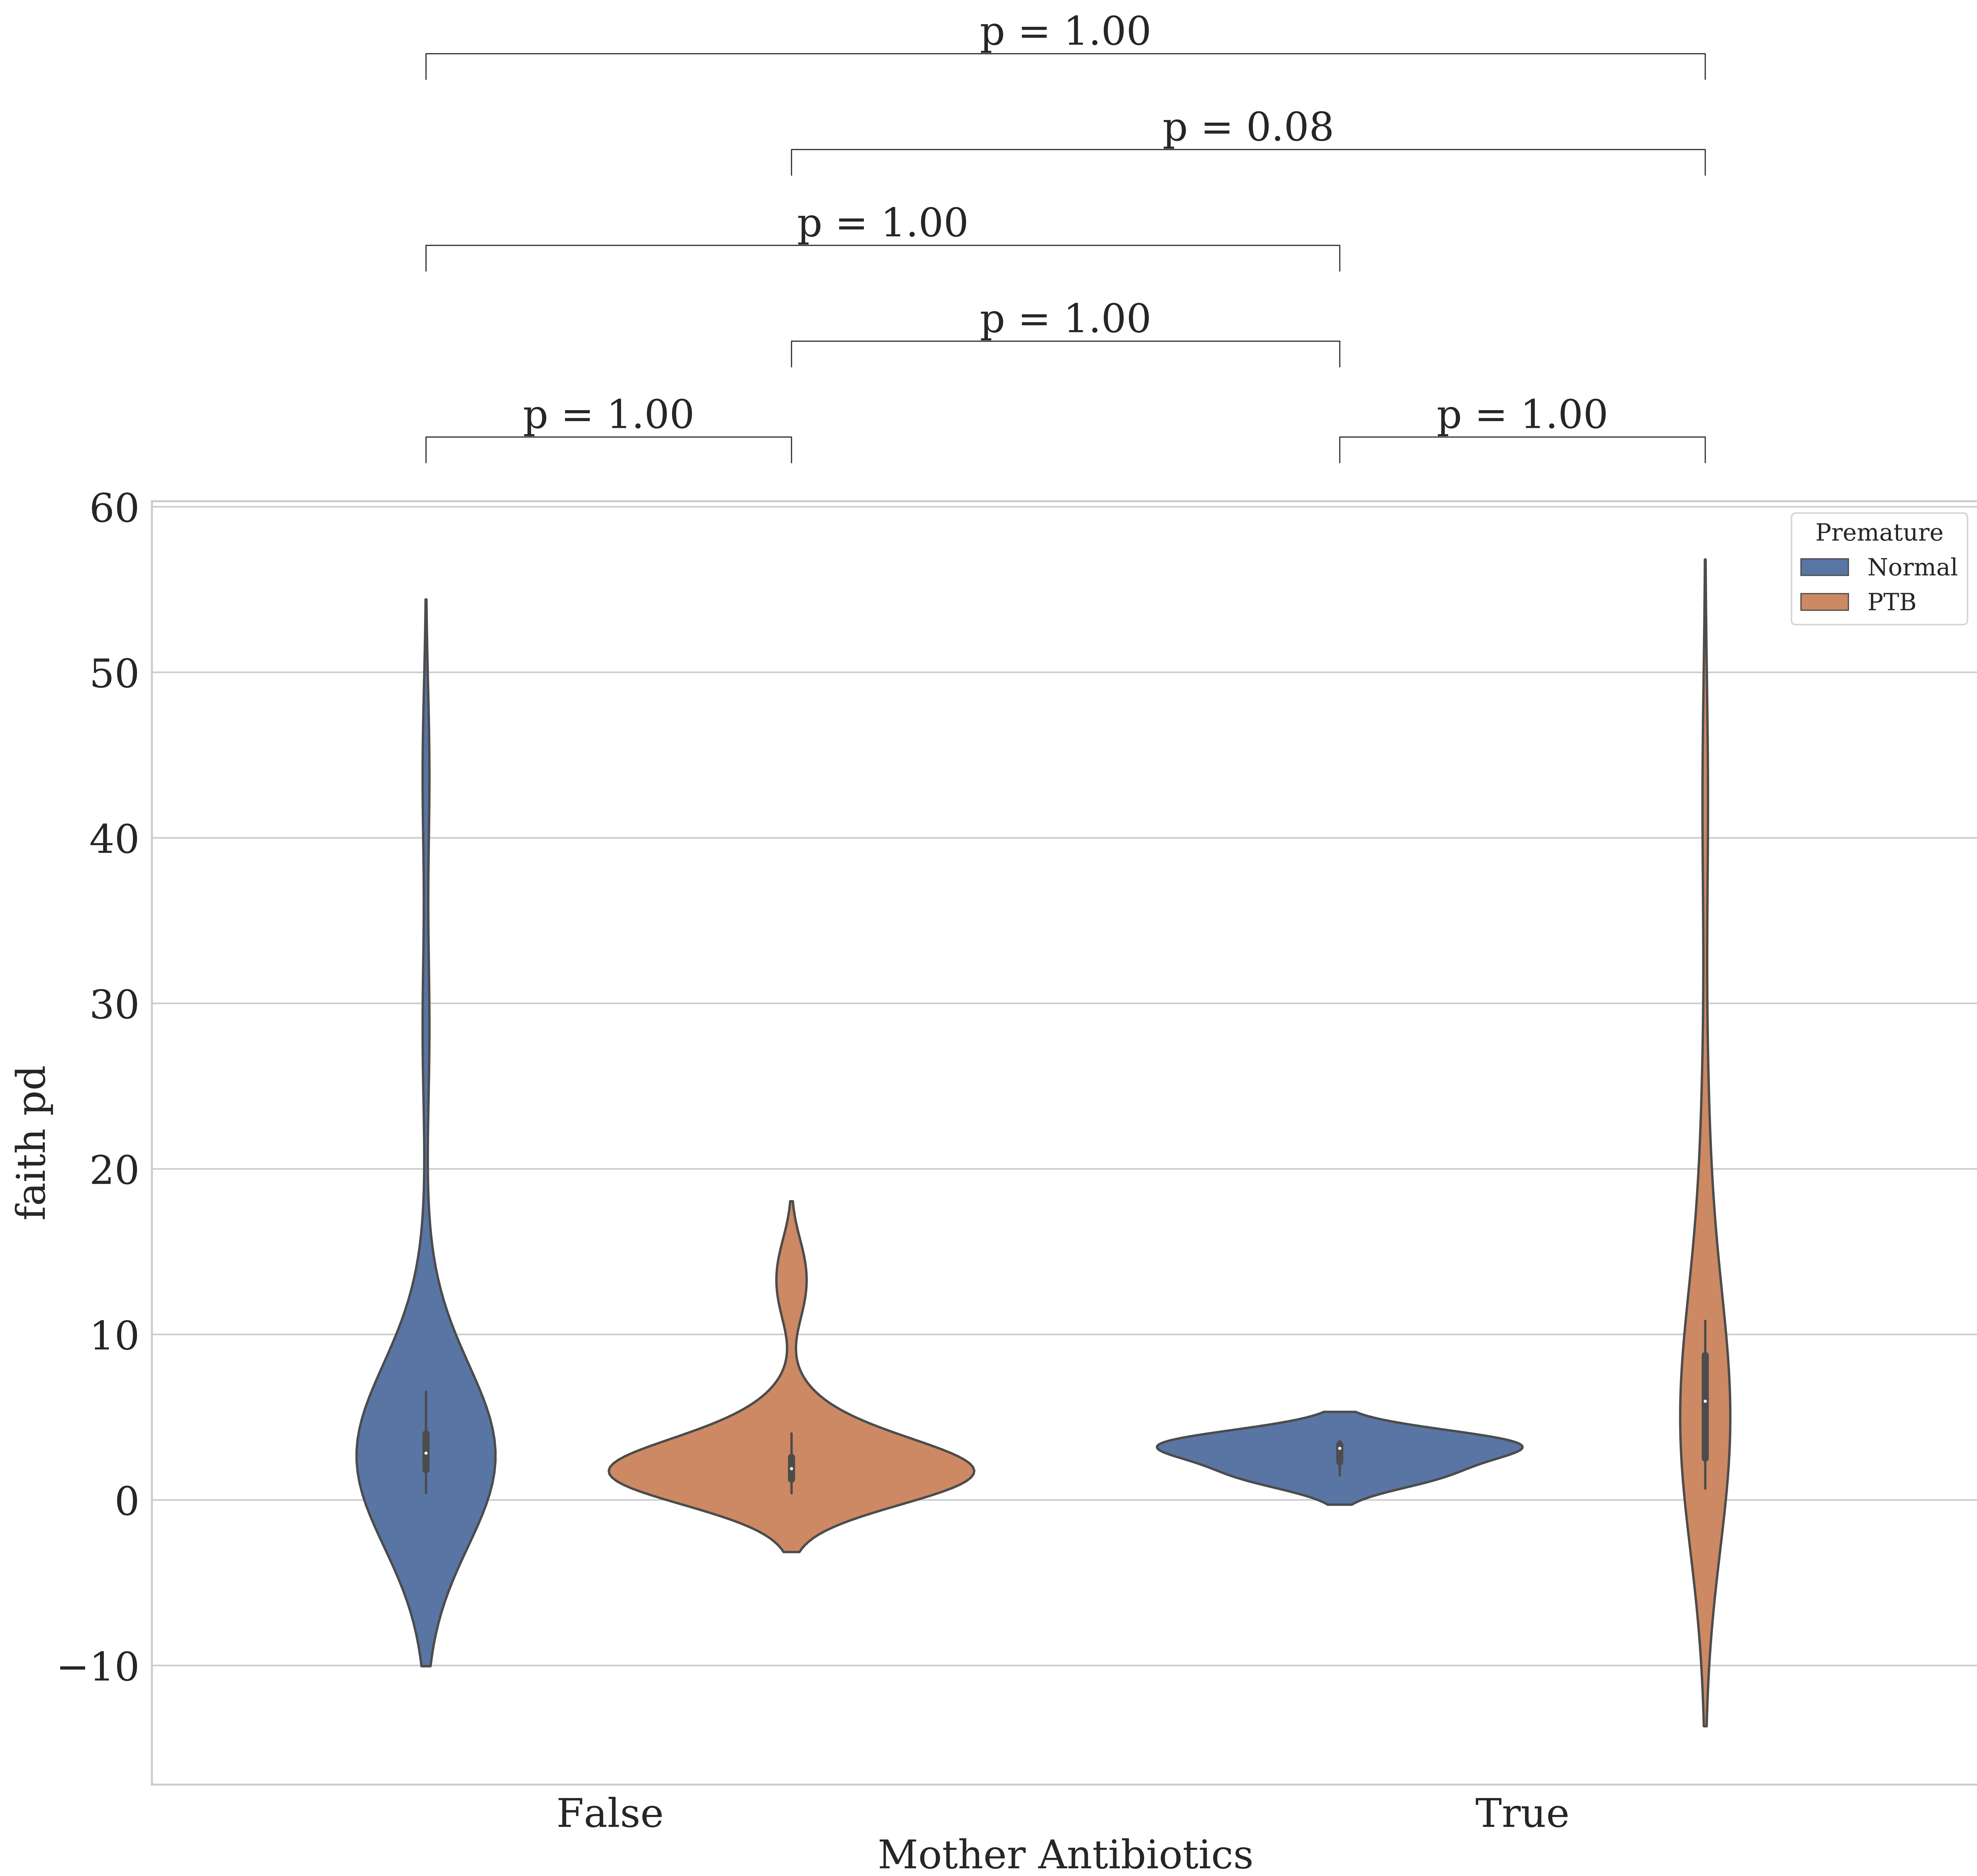 p = 1.00
p = 0.08
p = 1.00
p = 1.00
p = 1.00
p = 1.00
60
50
40
30
20
10
0
−10
faith pd
Premature
Normal
PTB
False
True
Mother Antibiotics